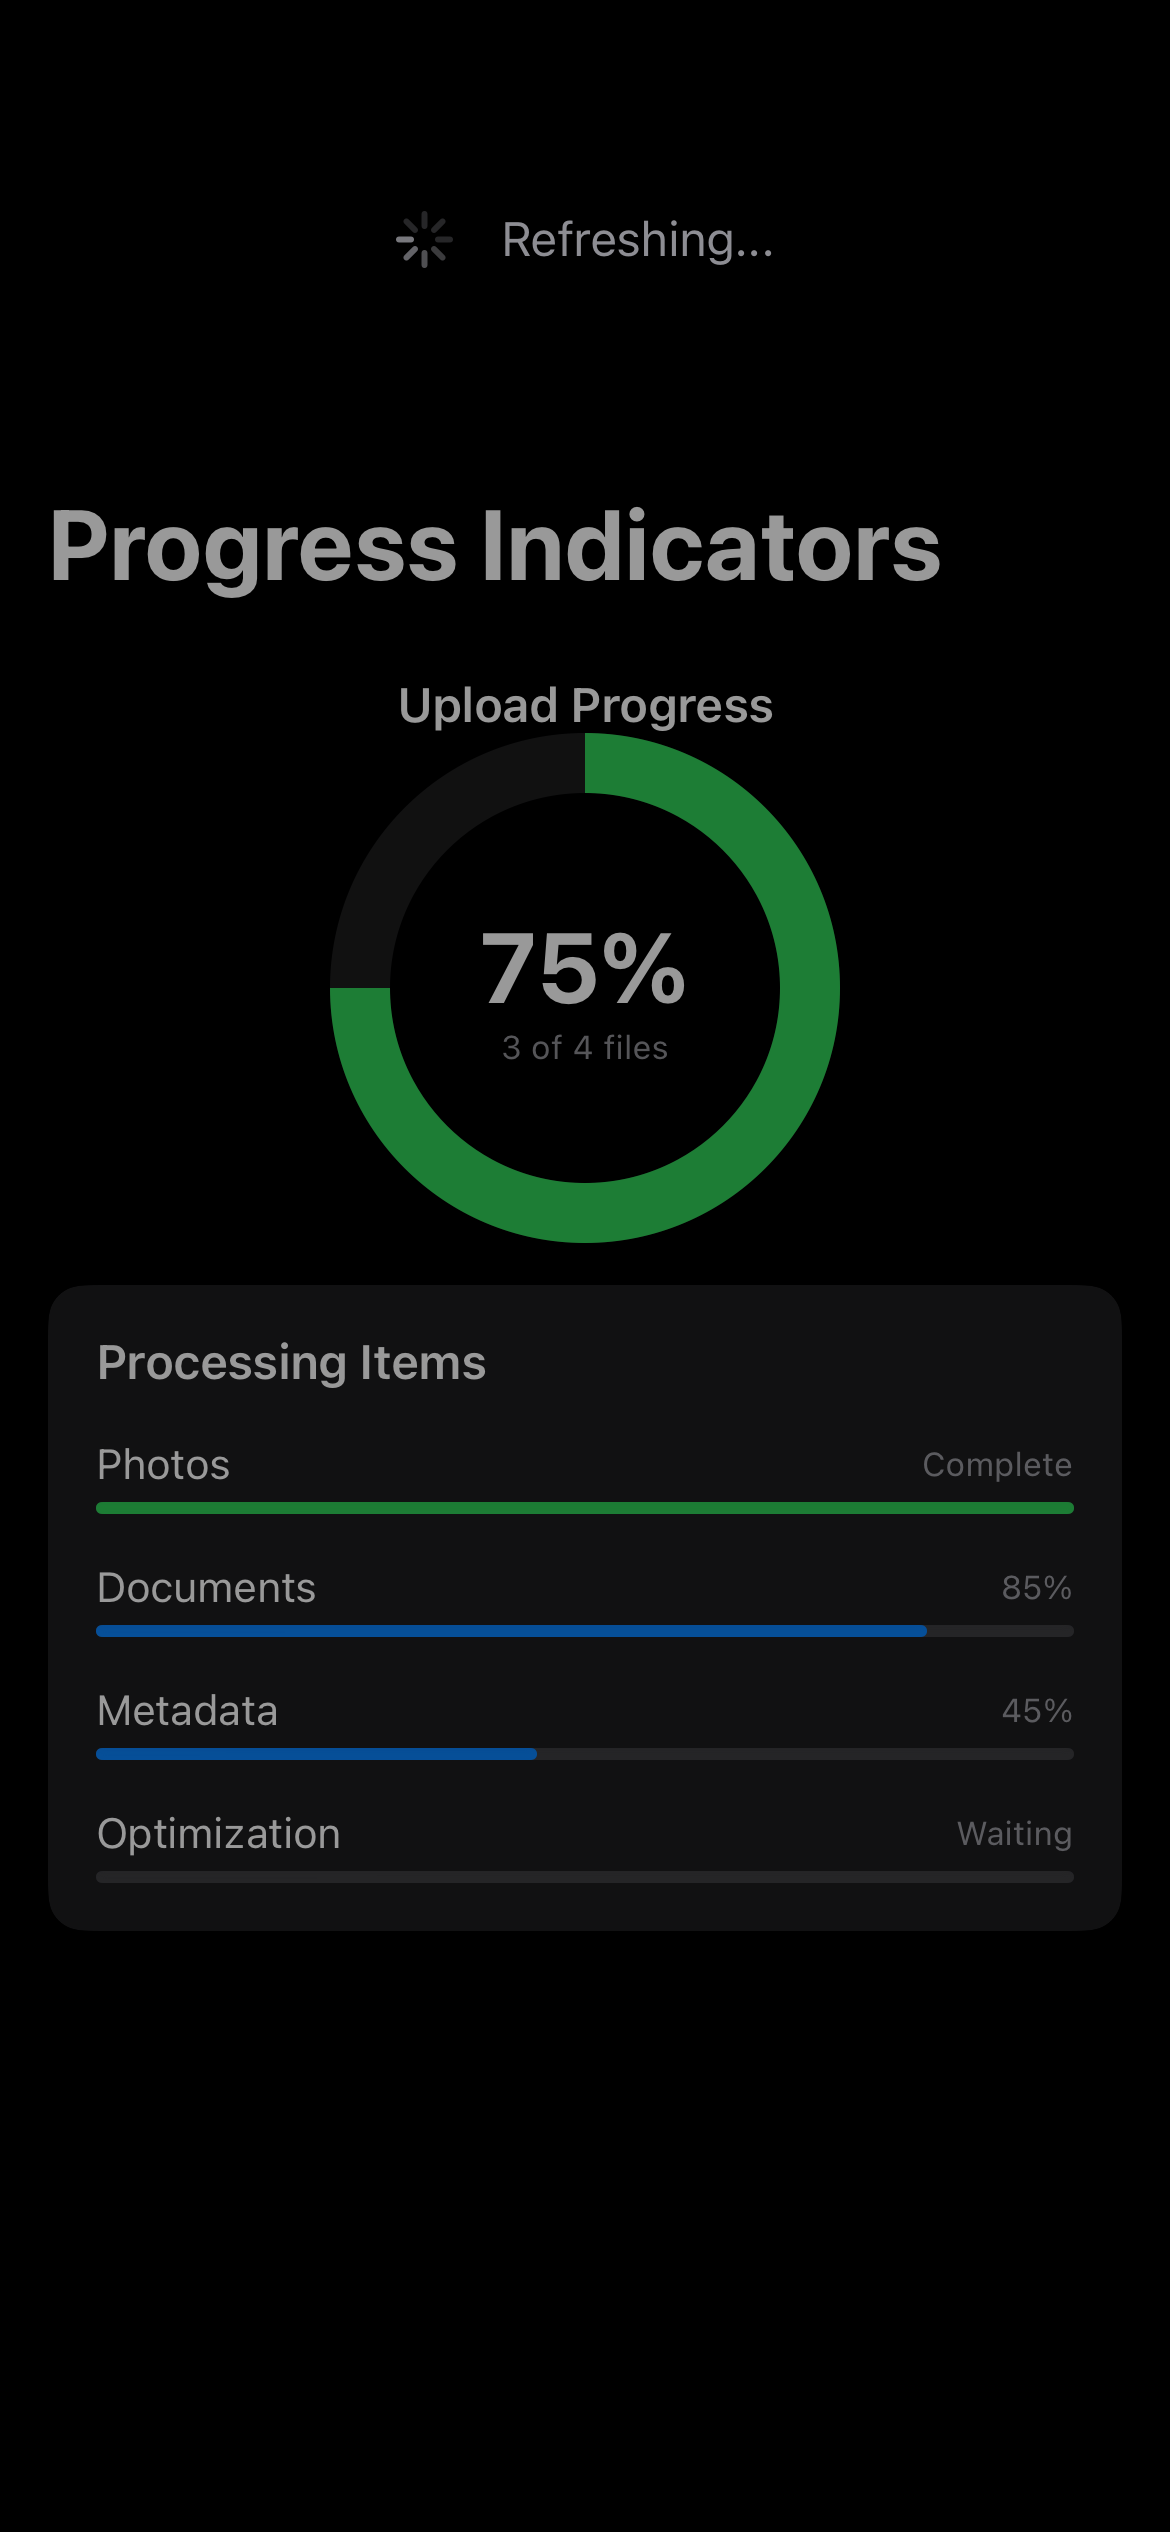 Refreshing...
Progress Indicators
Upload Progress
75%
3 of 4 files
Processing Items
Photos Complete
Documents 85%
Metadata 45%
Optimization Waiting